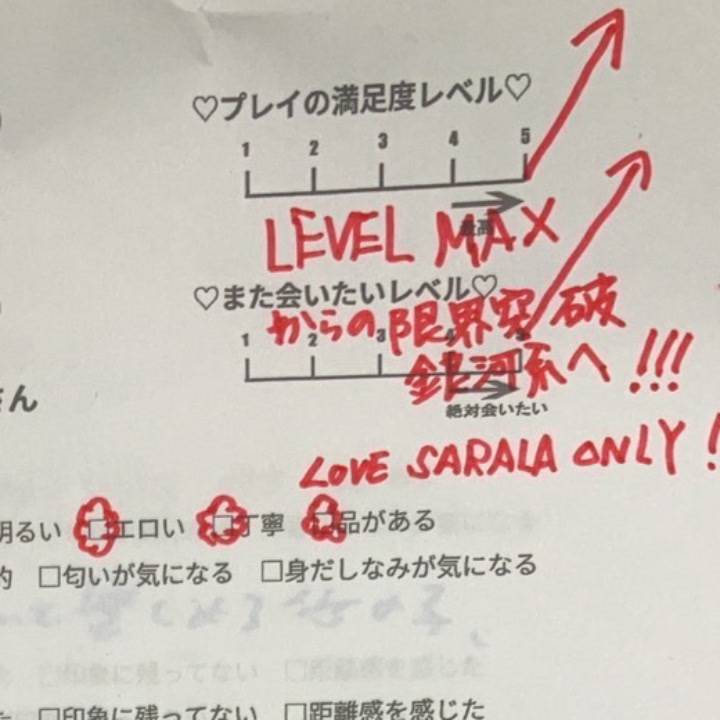 ♡プレイの満足度レベル♡
1 2 3 4 5
最高
LEVEL MAX
♡また会いたいレベル♡
からの限界突破
1 2 3 4
銀河系へ!!!
絶対会いたい
さん
LOVE SARALA ONLY!
明るい □エロい □丁寧 □品がある
的 □匂いが気になる □身だしなみが気になる
た □印象に残ってない □距離感を感じた